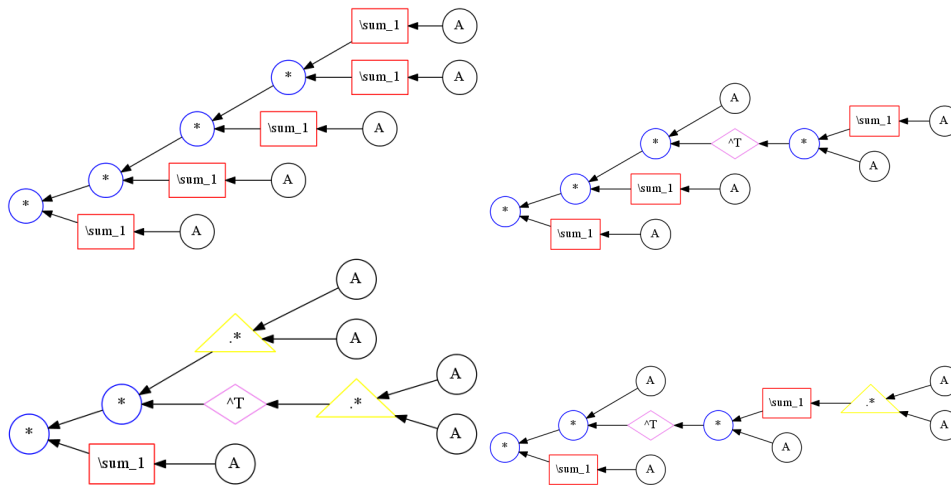 \sum_1 A
* \sum_1 A
* \sum_1 A
* \sum_1 A
* \sum_1 A
A
\sum_1 A
* ^T * A
* \sum_1 A
* \sum_1 A
A
.* A
* ^T .* A
A
* \sum_1 A
A
\sum_1 .* A
A
* ^T * A
* \sum_1 A